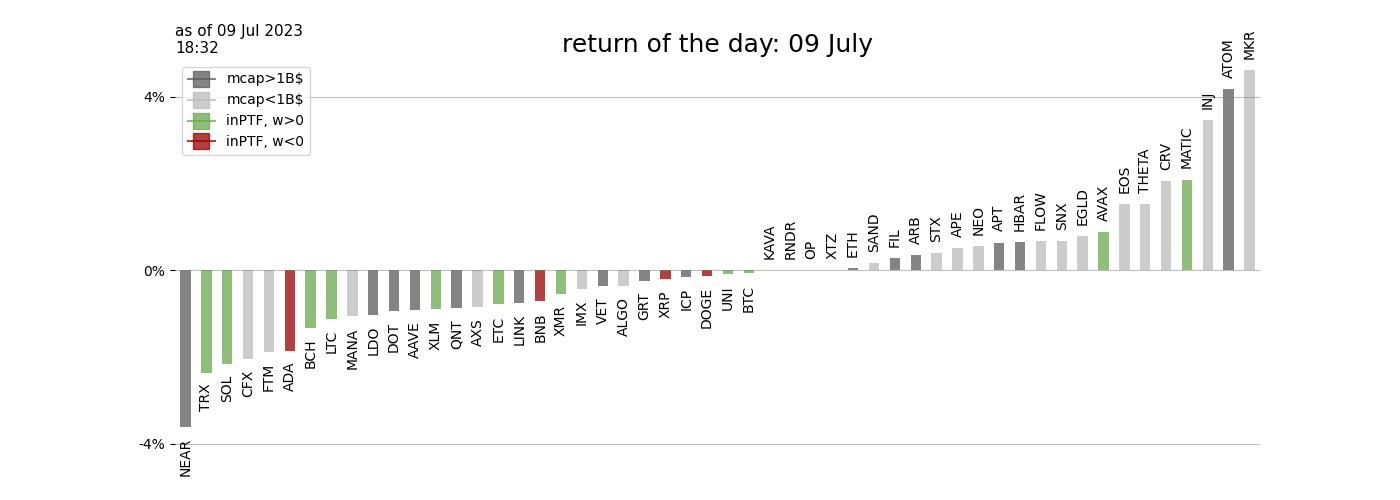 as of 09 Jul 2023
18:32
return of the day: 09 July
mcap>1B$
mcap<1B$
inPTF, w>0
inPTF, w<0
4%
0%
-4%
NEAR
TRX
SOL
CFX
FTM
ADA
BCH
LTC
MANA
LDO
DOT
AAVE
XLM
QNT
AXS
ETC
LINK
BNB
XMR
IMX
VET
ALGO
GRT
XRP
ICP
DOGE
UNI
BTC
KAVA
RNDR
OP
XTZ
ETH
SAND
FIL
ARB
STX
APE
NEO
APT
HBAR
FLOW
SNX
EGLD
AVAX
EOS
THETA
CRV
MATIC
INJ
ATOM
MKR